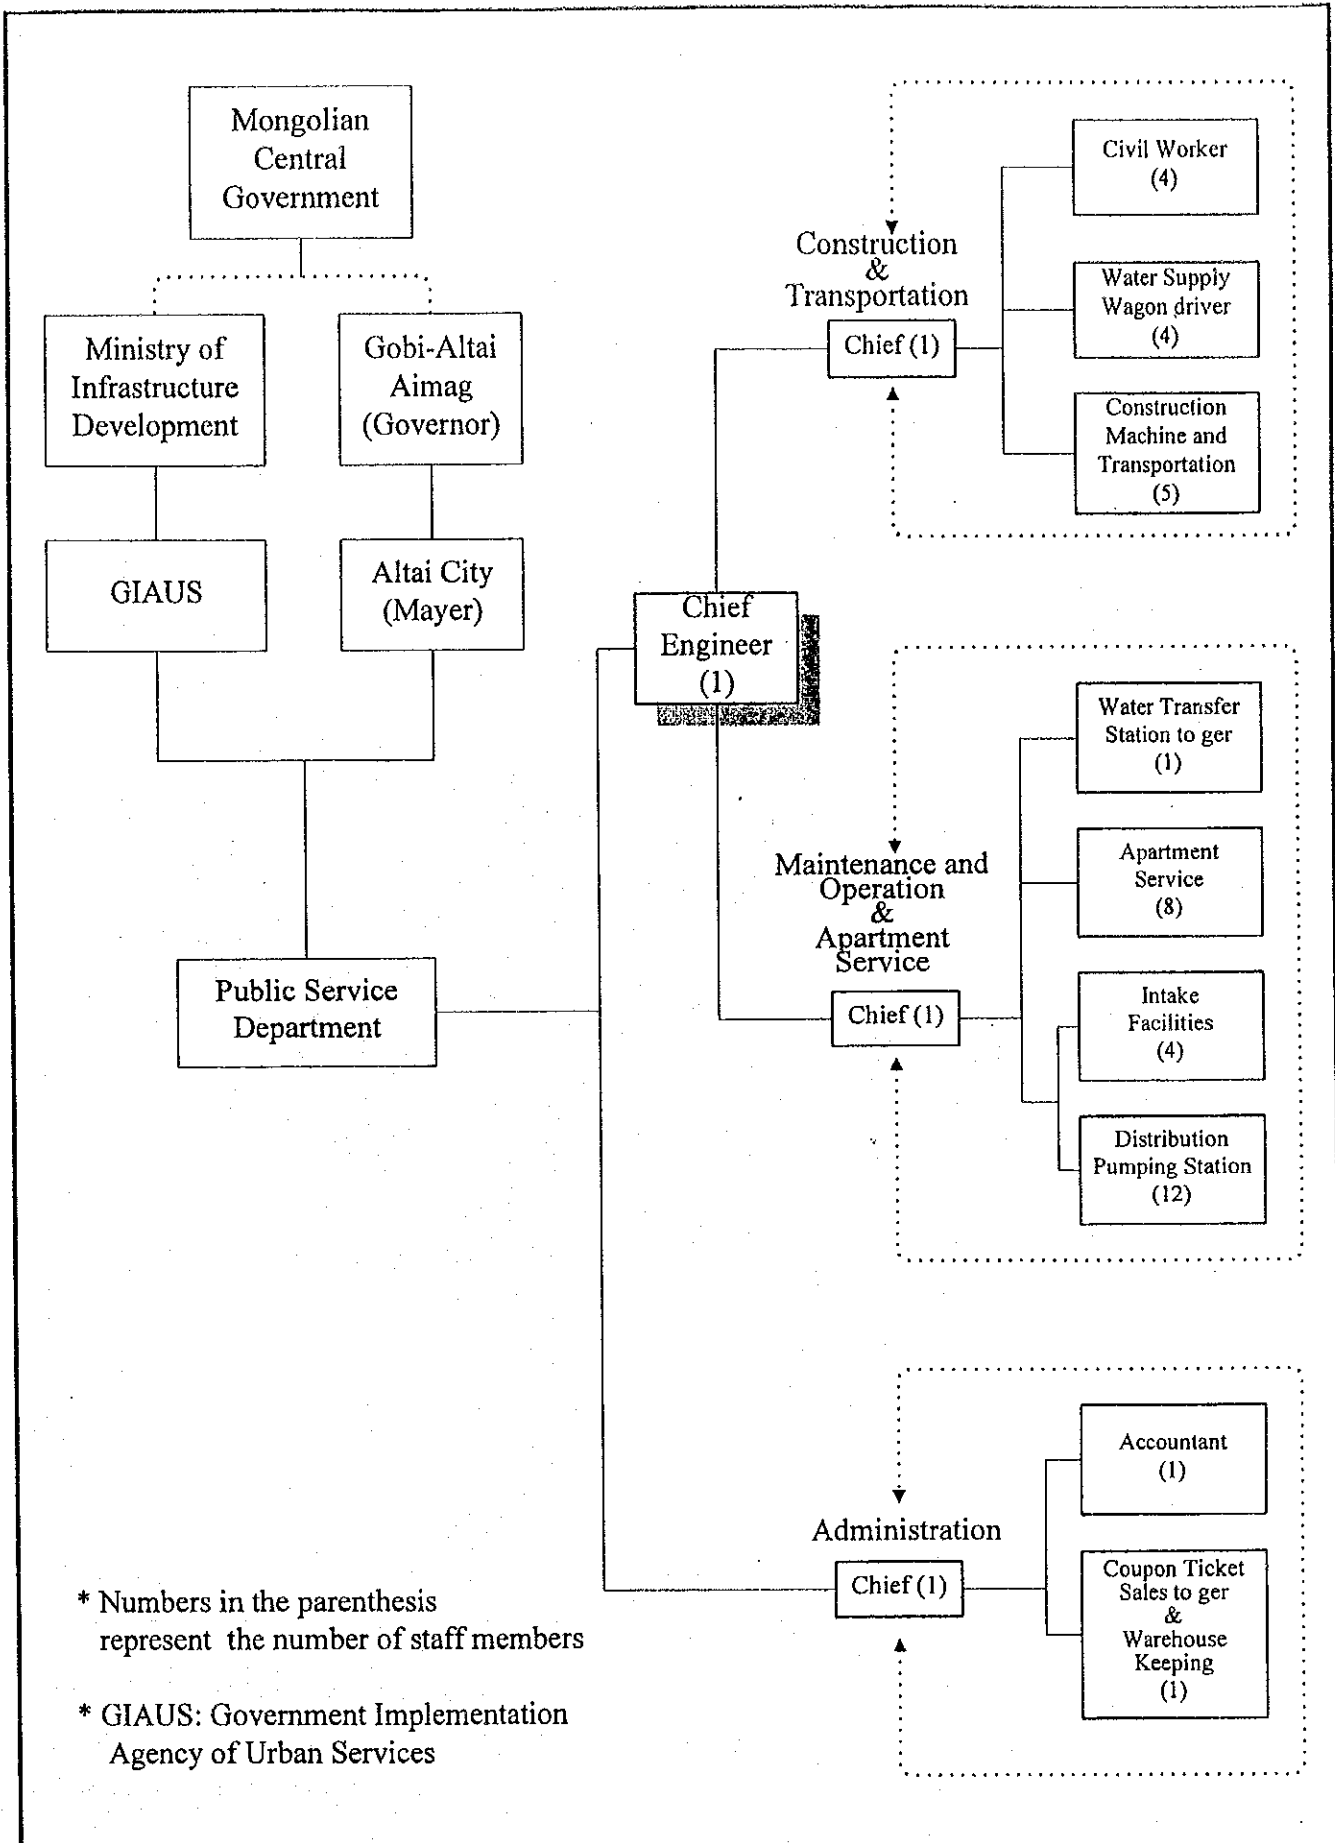 Mongolian
Central
Government
Ministry of
Infrastructure
Development
Gobi-Altai
Aimag
(Governor)
GIAUS
Altai City
(Mayer)
Public Service
Department
Chief
Engineer
(1)
Construction
&
Transportation
Chief (1)
Civil Worker
(4)
Water Supply
Wagon driver
(4)
Construction
Machine and
Transportation
(5)
Maintenance and
Operation
&
Apartment
Service
Chief (1)
Water Transfer
Station to ger
(1)
Apartment
Service
(8)
Intake
Facilities
(4)
Distribution
Pumping Station
(12)
Administration
Chief (1)
Accountant
(1)
Coupon Ticket
Sales to ger
&
Warehouse
Keeping
(1)
* Numbers in the parenthesis
represent the number of staff members
* GIAUS: Government Implementation
Agency of Urban Services